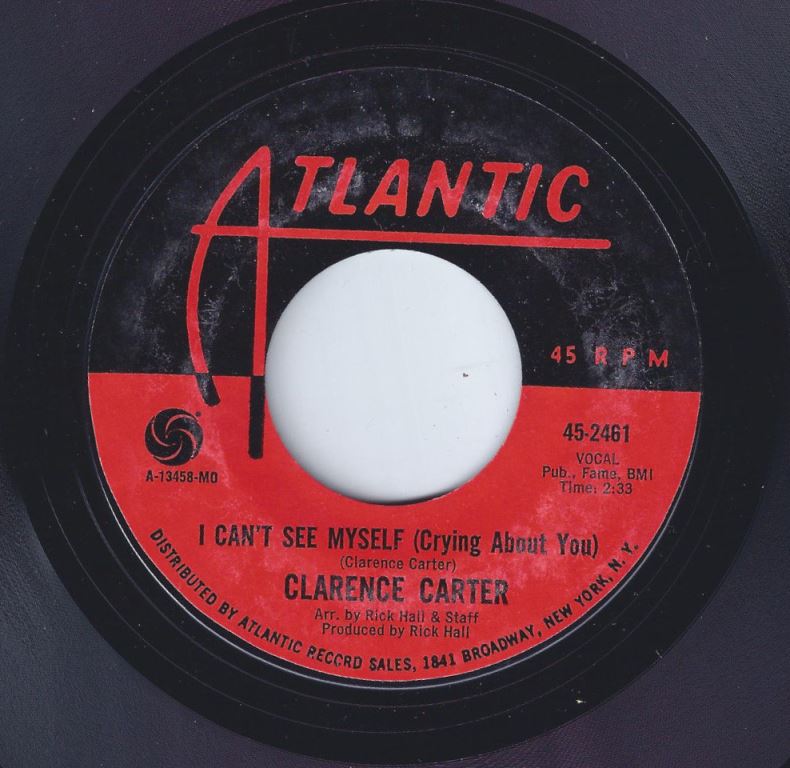 ATLANTIC
45 RPM
45-2461
VOCAL
Pub., Fame, BMI
Time: 2:33
A-13458-MO
I CAN'T SEE MYSELF (Crying About You)
(Clarence Carter)
CLARENCE CARTER
Arr. by Rick Hall & Staff
Produced by Rick Hall
DISTRIBUTED BY ATLANTIC RECORD SALES, 1841 BROADWAY, NEW YORK, N. Y.